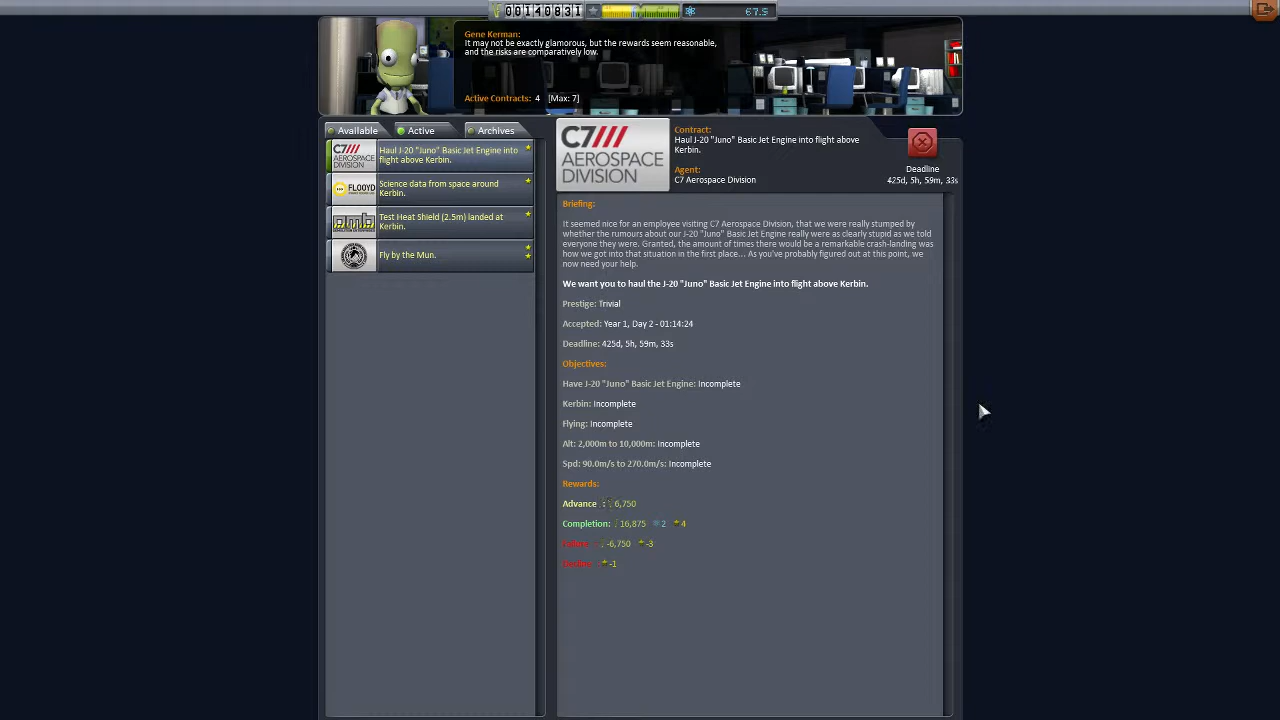 00140831
67.5
Gene Kerman:
It may not be exactly glamorous, but the rewards seem reasonable,
and the risks are comparatively low.
Active Contracts: 4 [Max: 7]
Available
Active
Archives
C7 AEROSPACE DIVISION
Haul J-20 "Juno" Basic Jet Engine into
flight above Kerbin.
FLOOYD
Science data from space around
Kerbin.
Test Heat Shield (2.5m) landed at
Kerbin.
Fly by the Mun.
C7
AEROSPACE
DIVISION
Contract:
Haul J-20 "Juno" Basic Jet Engine into flight above
Kerbin.
Agent:
C7 Aerospace Division
Deadline
425d, 5h, 59m, 33s
Briefing:
It seemed nice for an employee visiting C7 Aerospace Division, that we were really stumped by
whether the rumours about our J-20 "Juno" Basic Jet Engine really were as clearly stupid as we told
everyone they were. Granted, the amount of times there would be a remarkable crash-landing was
how we got into that situation in the first place... As you've probably figured out at this point, we
now need your help.
We want you to haul the J-20 "Juno" Basic Jet Engine into flight above Kerbin.
Prestige: Trivial
Accepted: Year 1, Day 2 - 01:14:24
Deadline: 425d, 5h, 59m, 33s
Objectives:
Have J-20 "Juno" Basic Jet Engine: Incomplete
Kerbin: Incomplete
Flying: Incomplete
Alt: 2,000m to 10,000m: Incomplete
Spd: 90.0m/s to 270.0m/s: Incomplete
Rewards:
Advance: 6,750
Completion: 16,875 2 4
-6,750 -3
Decline: -1